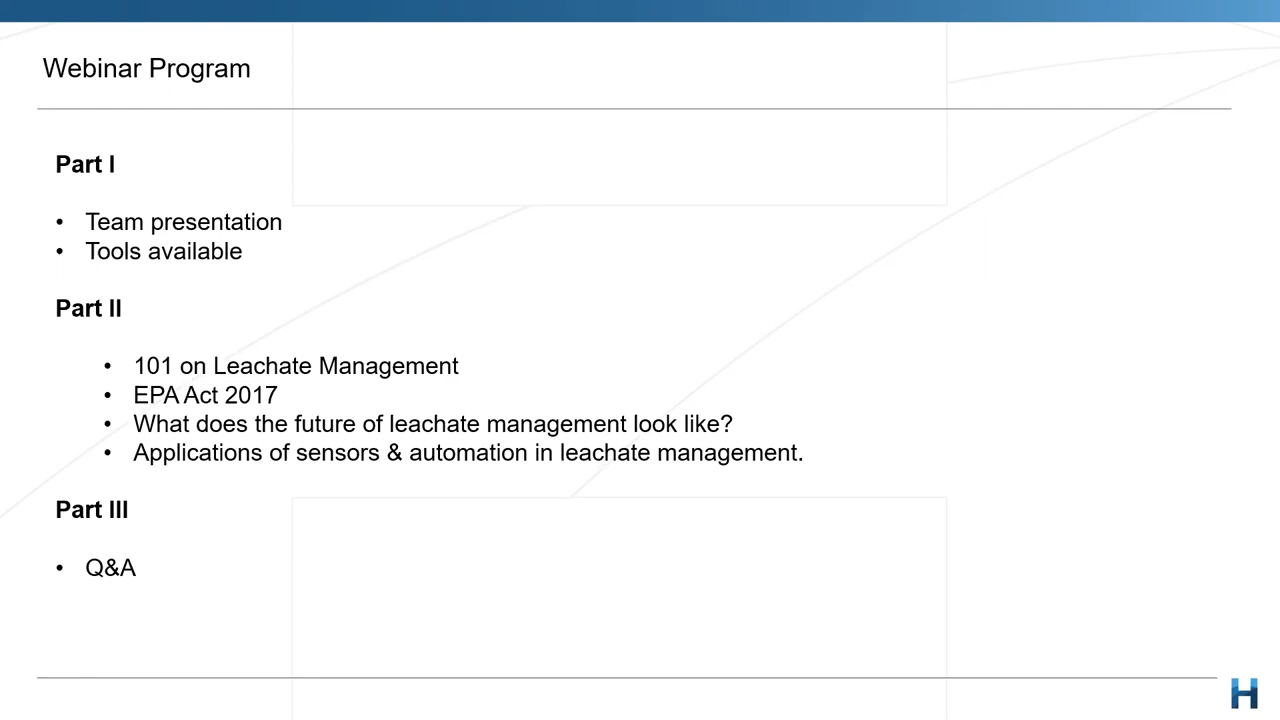 Webinar Program
Part I
• Team presentation
• Tools available
Part II
• 101 on Leachate Management
• EPA Act 2017
• What does the future of leachate management look like?
• Applications of sensors & automation in leachate management.
Part III
• Q&A
H